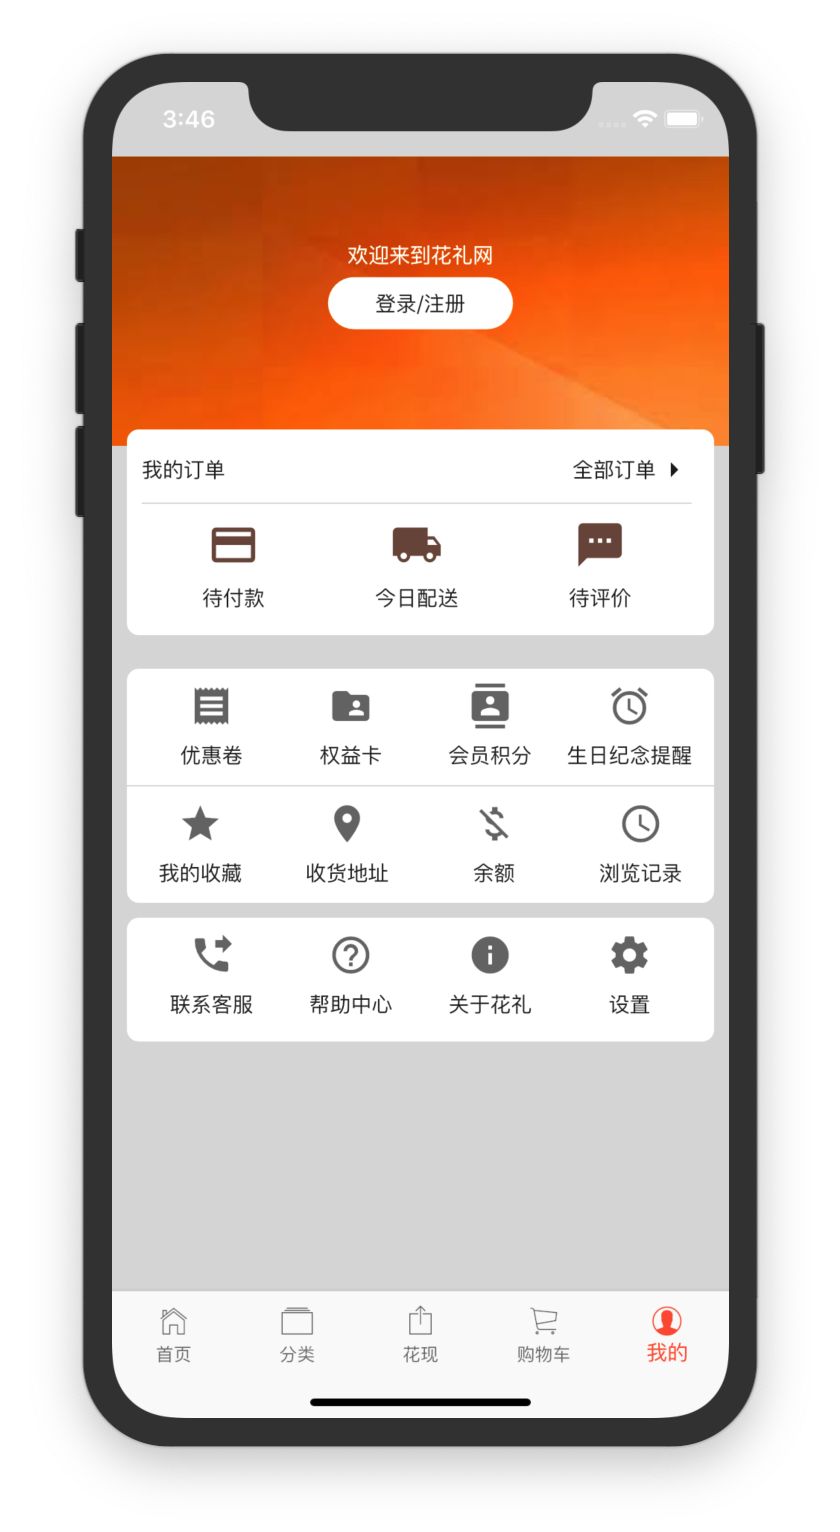 3:46
欢迎来到花礼网
登录/注册
我的订单 全部订单
待付款 今日配送 待评价
优惠卷 权益卡 会员积分 生日纪念提醒
我的收藏 收货地址 余额 浏览记录
联系客服 帮助中心 关于花礼 设置
首页 分类 花现 购物车 我的